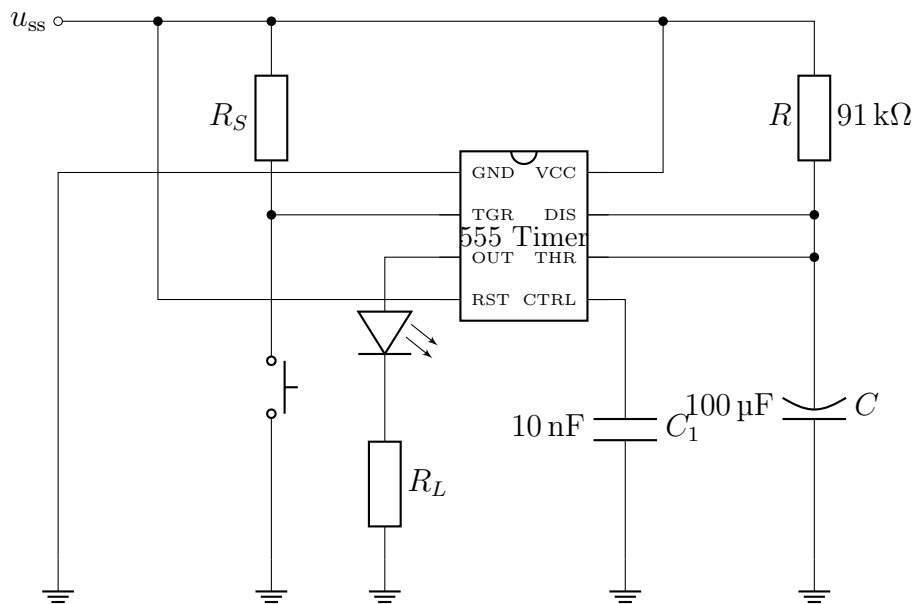 u_ss
R_S
R 91 kΩ
GND VCC
TGR DIS
555 Timer
OUT THR
RST CTRL
100 µF C
10 nF C_1
R_L